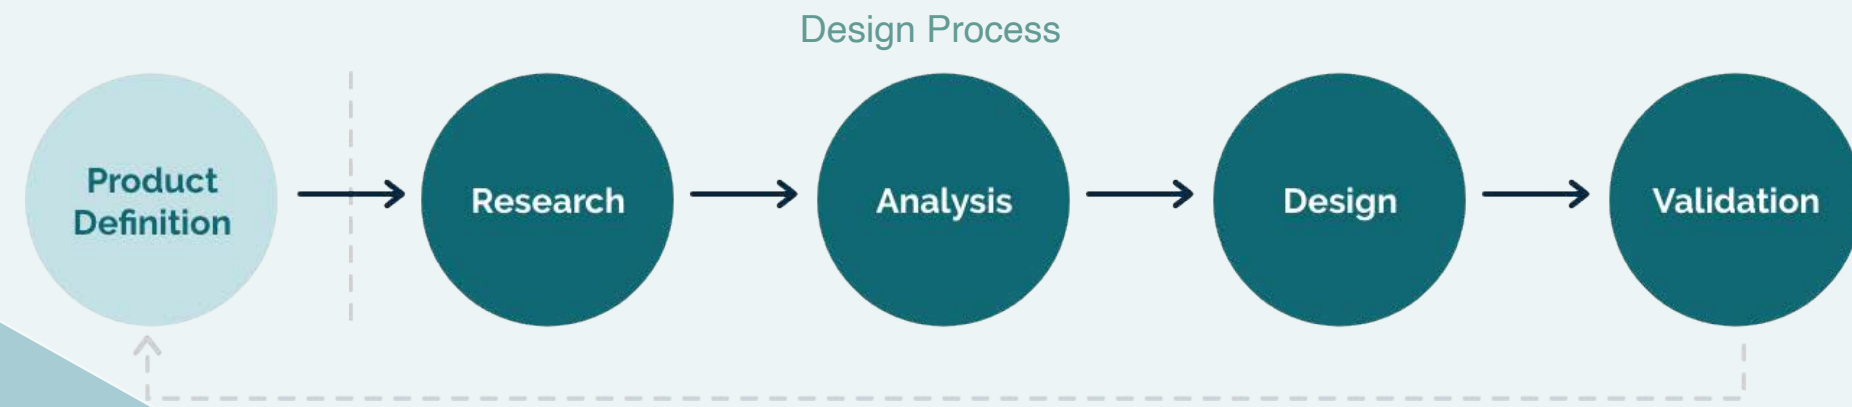 Design Process
Product
Definition
Research
Analysis
Design
Validation